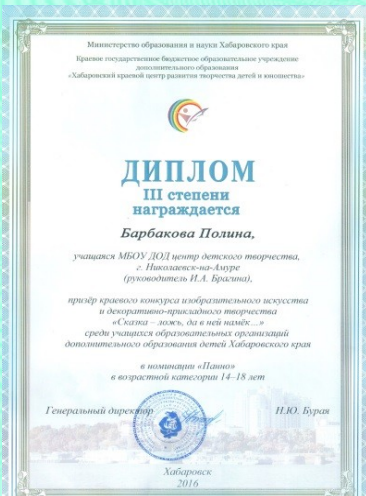 Министерство образования и науки Хабаровского края
Краевое государственное бюджетное образовательное учреждение
дополнительного образования
"Хабаровский краевой центр развития творчества детей и юношества"
ДИПЛОМ
III степени
награждается
Барбакова Полина,
учащаяся МБОУ ДОД центр детского творчества,
г. Николаевск-на-Амуре
(руководитель И.А. Брагина),
призёр краевого конкурса изобразительного искусства
и декоративно-прикладного творчества
«Сказка – ложь, да в ней намёк…»
среди учащихся образовательных организаций
дополнительного образования детей Хабаровского края
в номинации «Панно»
в возрастной категории 14–18 лет
Генеральный директор Н.Ю. Бурая
Хабаровск
2016